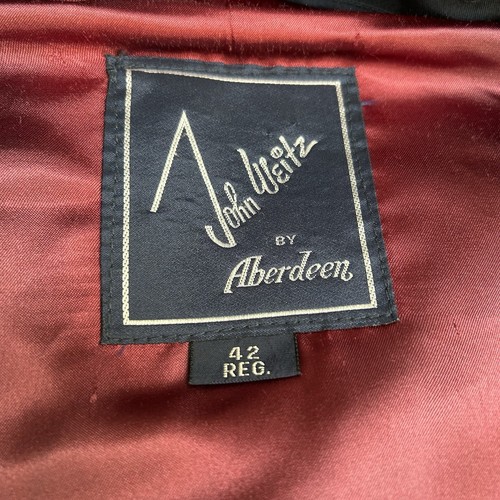 John Weitz
BY
Aberdeen
42
REG.